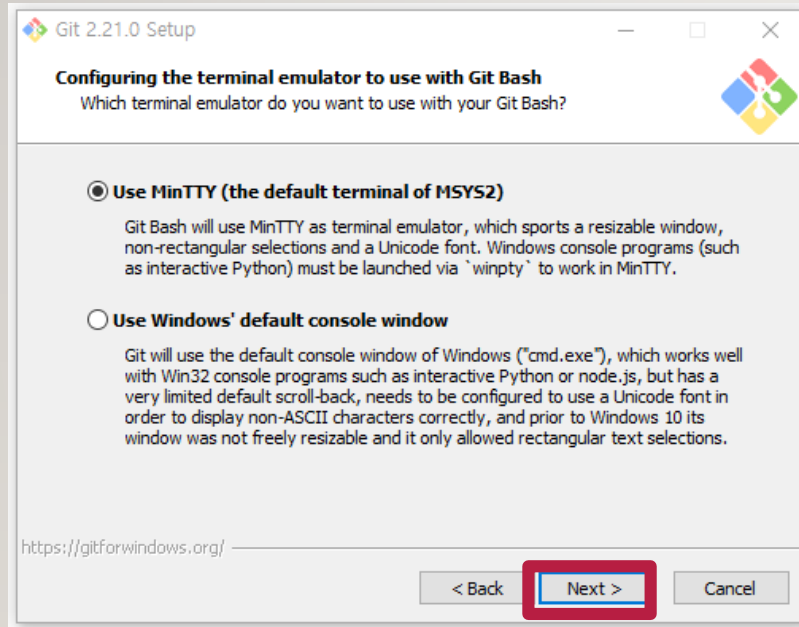 Git 2.21.0 Setup
Configuring the terminal emulator to use with Git Bash
Which terminal emulator do you want to use with your Git Bash?
Use MinTTY (the default terminal of MSYS2)
Git Bash will use MinTTY as terminal emulator, which sports a resizable window,
non-rectangular selections and a Unicode font. Windows console programs (such
as interactive Python) must be launched via `winpty` to work in MinTTY.
Use Windows' default console window
Git will use the default console window of Windows ("cmd.exe"), which works well
with Win32 console programs such as interactive Python or node.js, but has a
very limited default scroll-back, needs to be configured to use a Unicode font in
order to display non-ASCII characters correctly, and prior to Windows 10 its
window was not freely resizable and it only allowed rectangular text selections.
https://gitforwindows.org/
< Back
Next >
Cancel